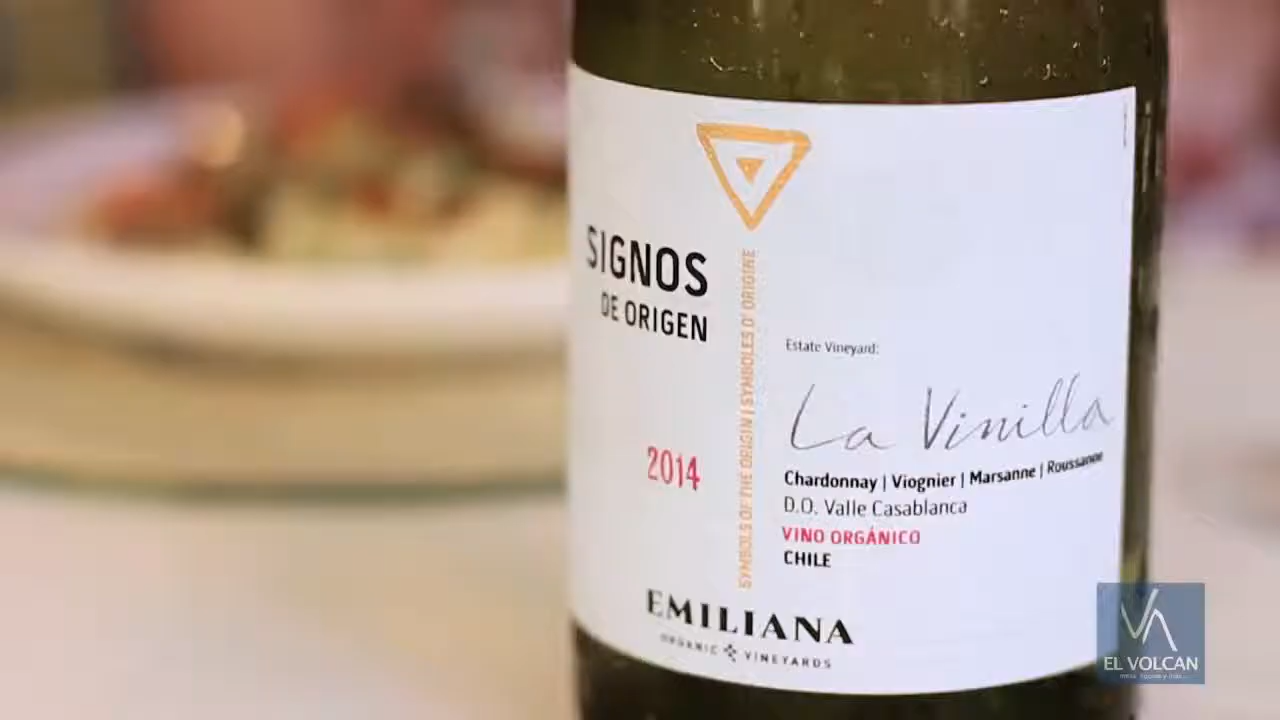 SIGNOS
DE ORIGEN
SYMBOLS OF THE ORIGIN | SYMBOLES D' ORIGINE
2014
Estate Vineyard:
La Vinilla
Chardonnay | Viognier | Marsanne | Roussanne
D.O. Valle Casablanca
VINO ORGÁNICO
CHILE
EMILIANA
ORGANIC VINEYARDS
EL VOLCAN